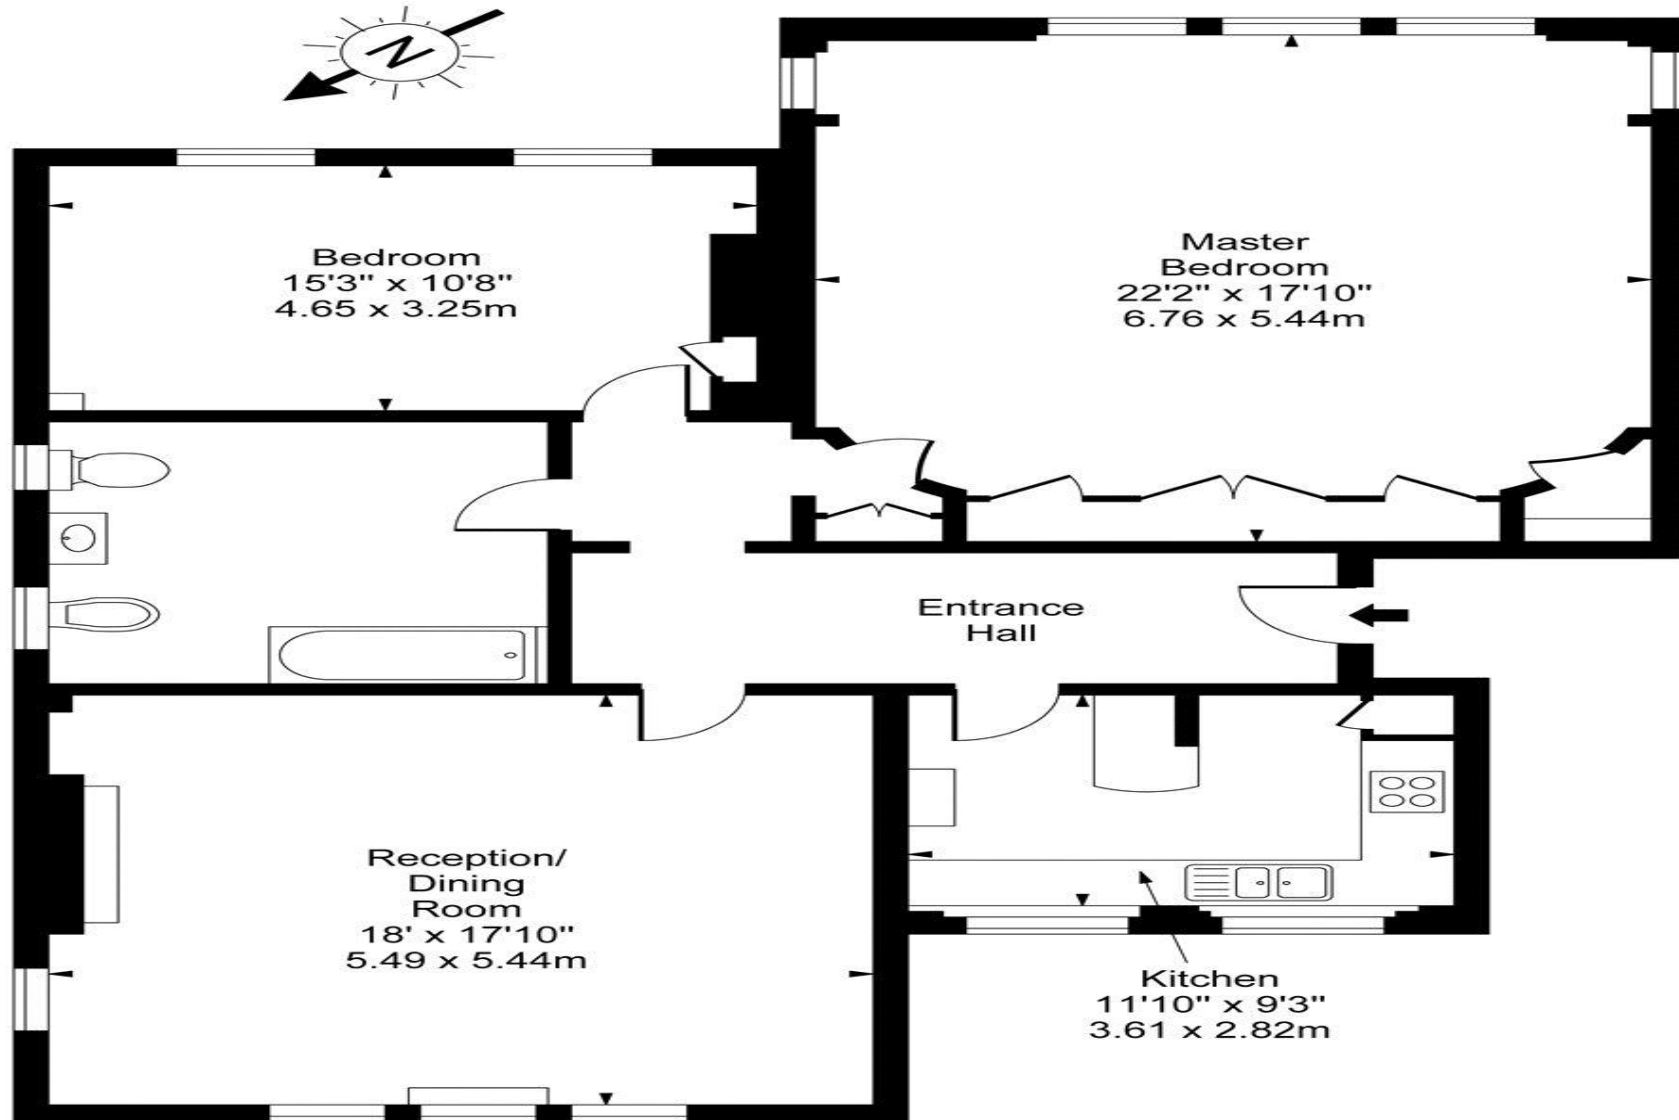 N
Bedroom
15'3" x 10'8"
4.65 x 3.25m
Master
Bedroom
22'2" x 17'10"
6.76 x 5.44m
Entrance
Hall
Reception/
Dining
Room
18' x 17'10"
5.49 x 5.44m
Kitchen
11'10" x 9'3"
3.61 x 2.82m